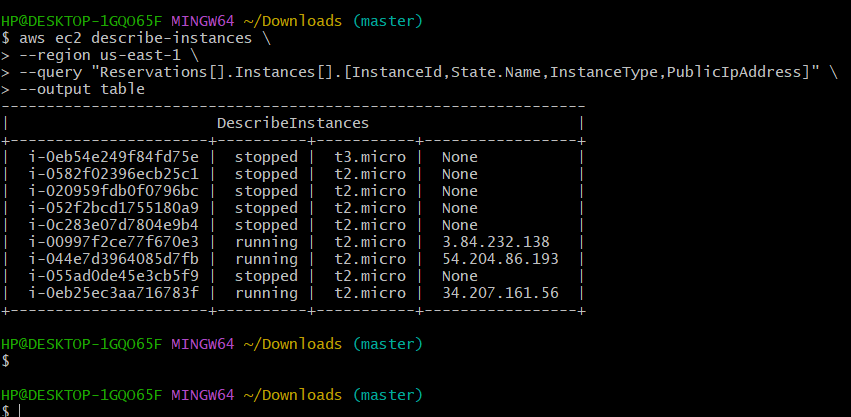 HP@DESKTOP-1GQO65F MINGW64 ~/Downloads (master)
$ aws ec2 describe-instances \
> --region us-east-1 \
> --query "Reservations[].Instances[].[InstanceId,State.Name,InstanceType,PublicIpAddress]" \
> --output table
-----------------------------------------------------------------
|                       DescribeInstances                       |
+----------------------+----------+-----------+-----------------+
|  i-0eb54e249f84fd75e |  stopped |  t3.micro |  None           |
|  i-0582f02396ecb25c1 |  stopped |  t2.micro |  None           |
|  i-020959fdb0f0796bc |  stopped |  t2.micro |  None           |
|  i-052f2bcd1755180a9 |  stopped |  t2.micro |  None           |
|  i-0c283e07d7804e9b4 |  stopped |  t2.micro |  None           |
|  i-00997f2ce77f670e3 |  running |  t2.micro |  3.84.232.138   |
|  i-044e7d3964085d7fb |  running |  t2.micro |  54.204.86.193  |
|  i-055ad0de45e3cb5f9 |  stopped |  t2.micro |  None           |
|  i-0eb25ec3aa716783f |  running |  t2.micro |  34.207.161.56  |
+----------------------+----------+-----------+-----------------+
HP@DESKTOP-1GQO65F MINGW64 ~/Downloads (master)
$
HP@DESKTOP-1GQO65F MINGW64 ~/Downloads (master)
$